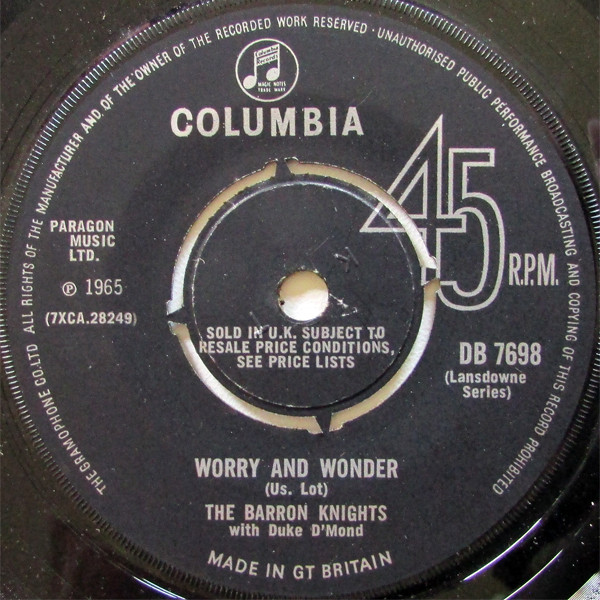 THE GRAMOPHONE CO. LTD ALL RIGHTS OF THE MANUFACTURER AND OF THE OWNER OF THE RECORDED WORK RESERVED · UNAUTHORISED PUBLIC PERFORMANCE BROADCASTING AND COPYING OF THIS RECORD PROHIBITED
Columbia
Records
MAGIC NOTES
TRADE MARK
COLUMBIA
45
R.P.M.
PARAGON
MUSIC
LTD.
℗ 1965
(7XCA.28249)
SOLD IN U.K. SUBJECT TO
RESALE PRICE CONDITIONS,
SEE PRICE LISTS
DB 7698
(Lansdowne
Series)
WORRY AND WONDER
(Us. Lot)
THE BARRON KNIGHTS
with Duke D'Mond
MADE IN GT BRITAIN